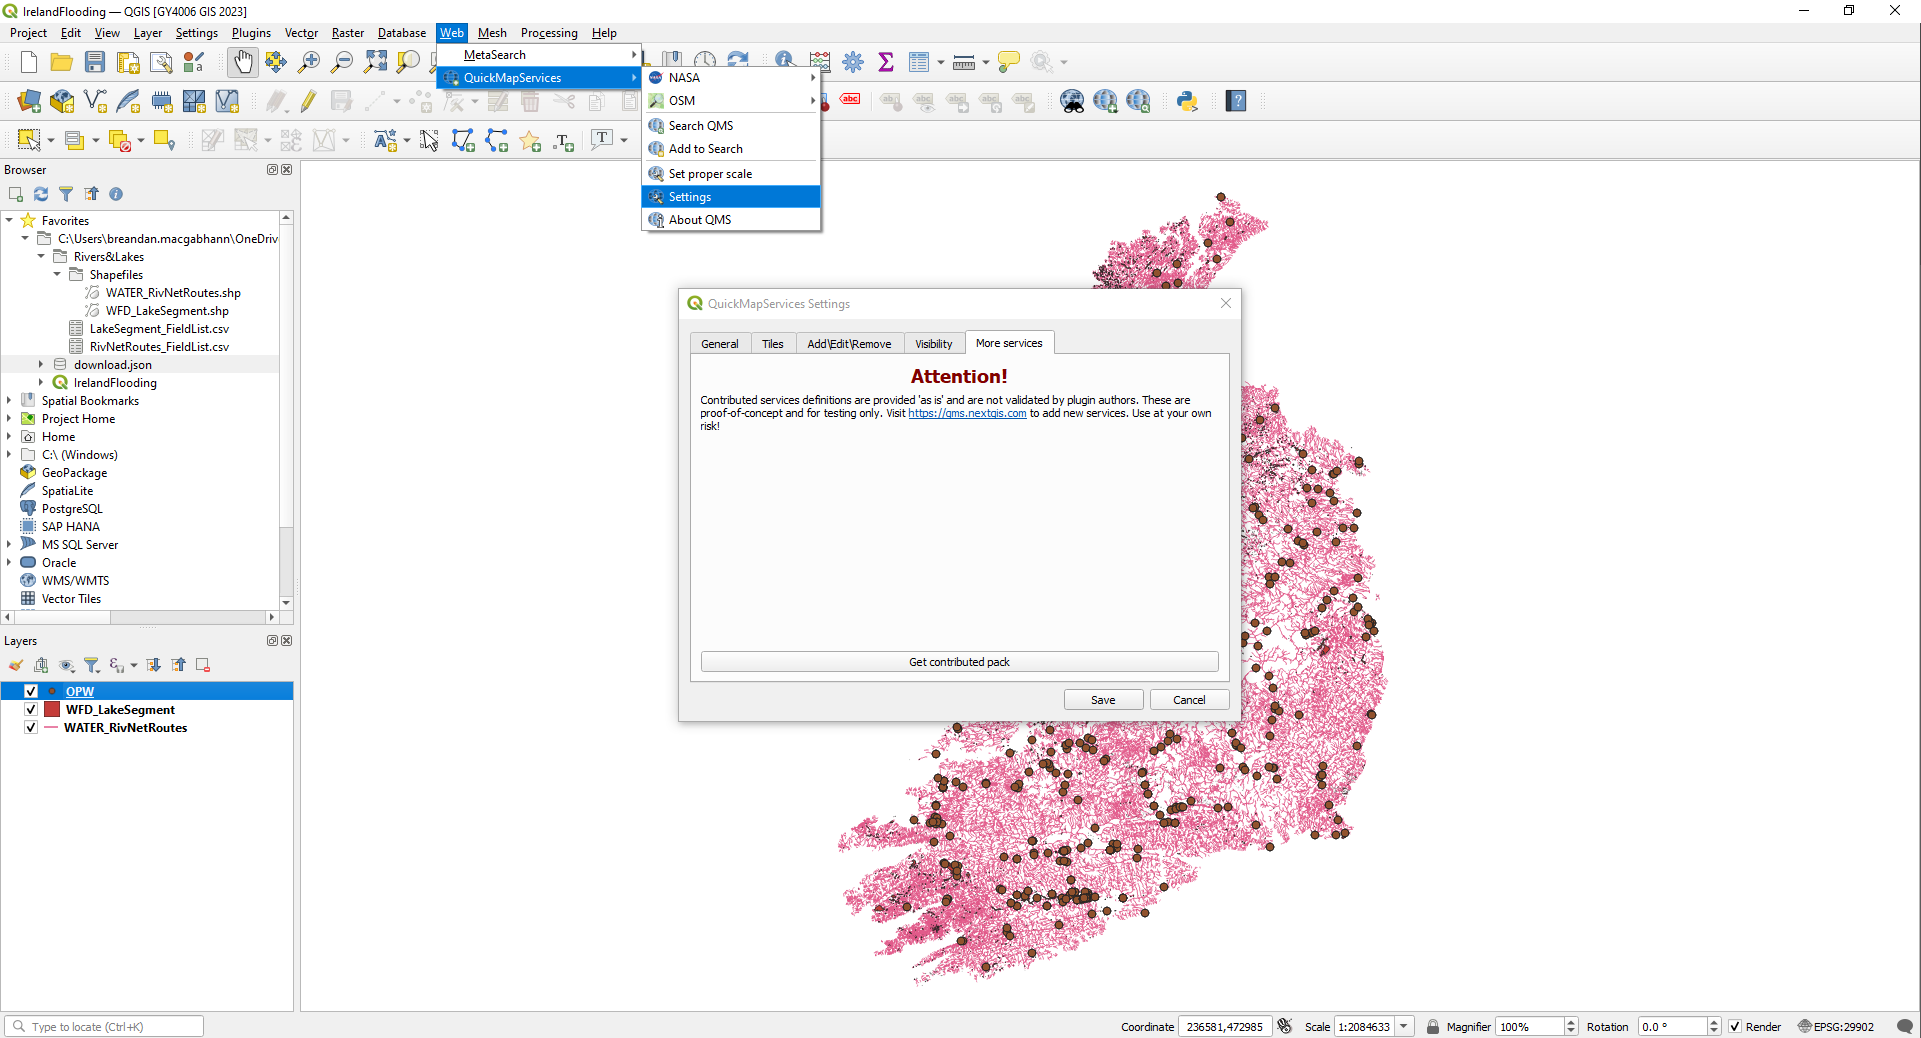 IrelandFlooding — QGIS [GY4006 GIS 2023]
Project Edit View Layer Settings Plugins Vector Raster Database Web Mesh Processing Help
MetaSearch
QuickMapServices
NASA
OSM
Search QMS
Add to Search
Set proper scale
Settings
About QMS
abc
Browser
Favorites
C:\Users\breandan.macgabhann\OneDriv
Rivers&Lakes
Shapefiles
WATER_RivNetRoutes.shp
WFD_LakeSegment.shp
LakeSegment_FieldList.csv
RivNetRoutes_FieldList.csv
download.json
IrelandFlooding
Spatial Bookmarks
Project Home
Home
C:\ (Windows)
GeoPackage
SpatiaLite
PostgreSQL
SAP HANA
MS SQL Server
Oracle
WMS/WMTS
Vector Tiles
Layers
OPW
WFD_LakeSegment
WATER_RivNetRoutes
QuickMapServices Settings
General Tiles Add\Edit\Remove Visibility More services
Attention!
Contributed services definitions are provided 'as is' and are not validated by plugin authors. These are
proof-of-concept and for testing only. Visit https://qms.nextgis.com to add new services. Use at your own
risk!
Get contributed pack
Save Cancel
Type to locate (Ctrl+K)
Coordinate 236581,472985 Scale 1:2084633 Magnifier 100% Rotation 0.0 ° Render EPSG:29902